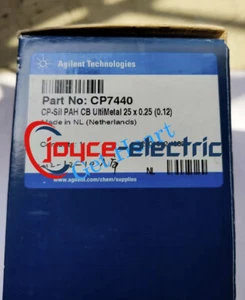 Agilent Technologies
Part No: CP7440
CP-Sil PAH CB UltiMetal 25 x 0.25 (0.12)
Made in NL (Netherlands)
joyce-electric
NL
www.agilent.com/chem/supplies